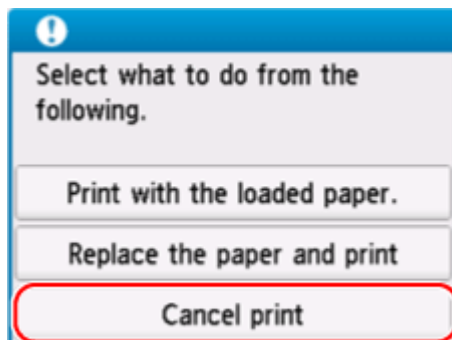 Select what to do from the
following.
Print with the loaded paper.
Replace the paper and print
Cancel print